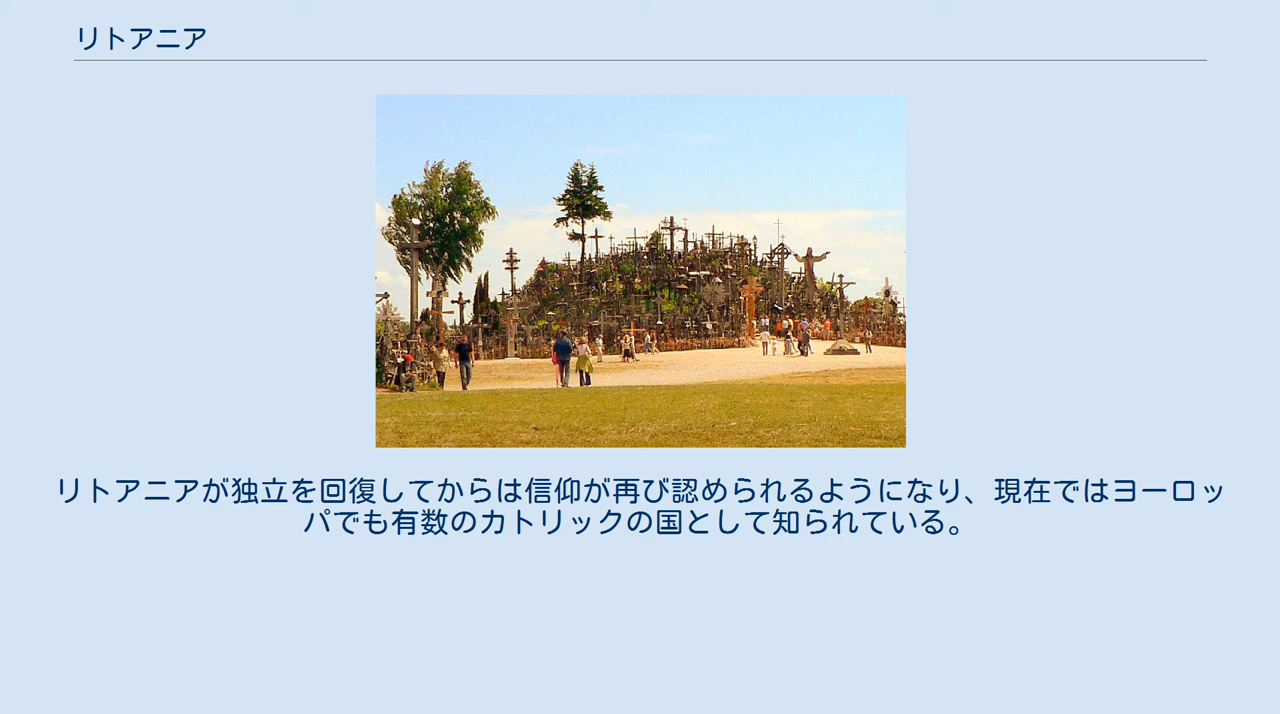 リトアニア
リトアニアが独立を回復してからは信仰が再び認められるようになり、現在ではヨーロッ
パでも有数のカトリックの国として知られている。